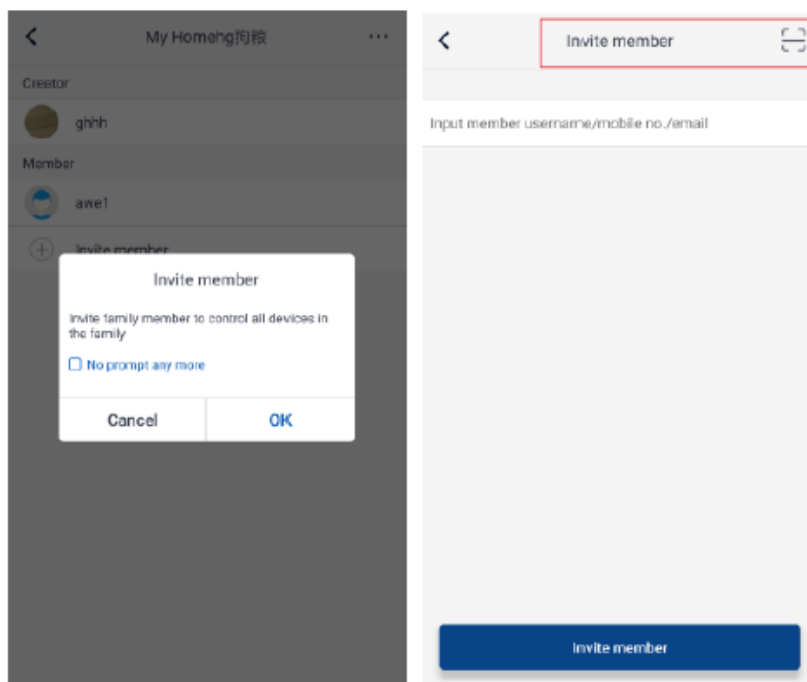 My Homehg狗桉
Creator
ghhh
Member
awe1
Invite member
Invite member
Invite family member to control all devices in
the family
No prompt any more
Cancel
OK
Invite member
Input member username/mobile no./email
Invite member